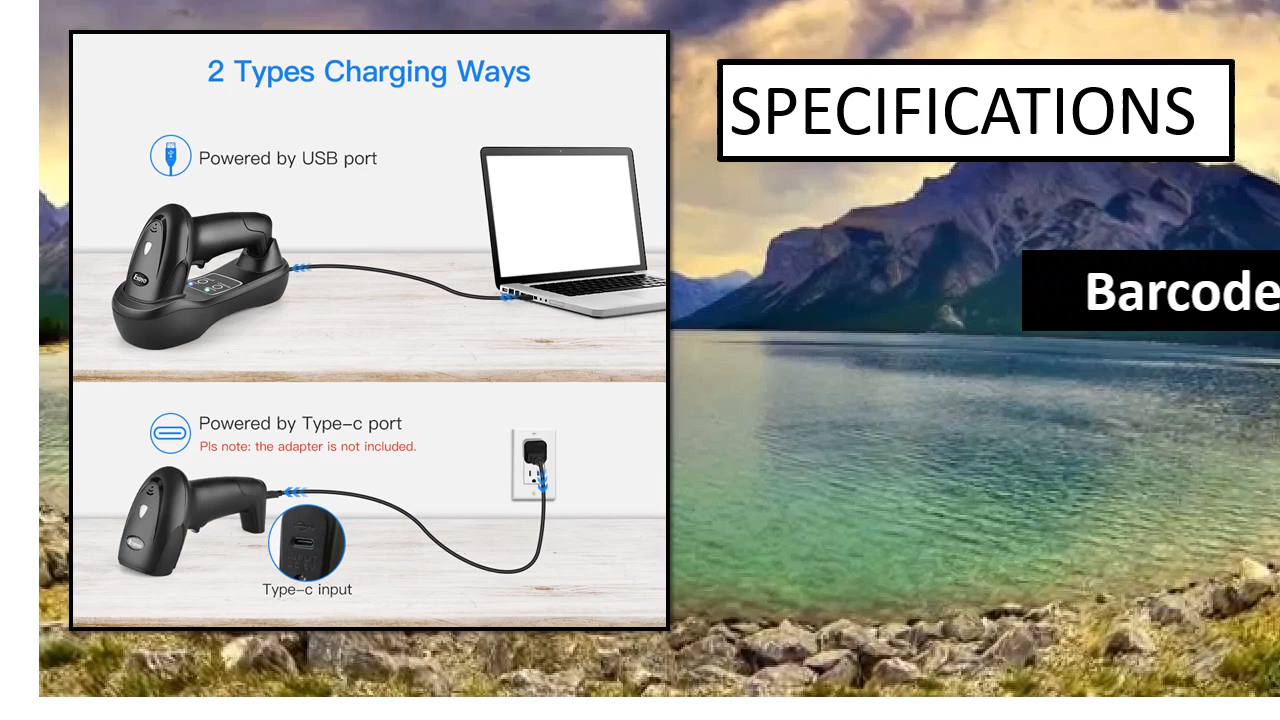 2 Types Charging Ways
Powered by USB port
Powered by Type-c port
Pls note: the adapter is not included.
Type-c input
SPECIFICATIONS
Barcode